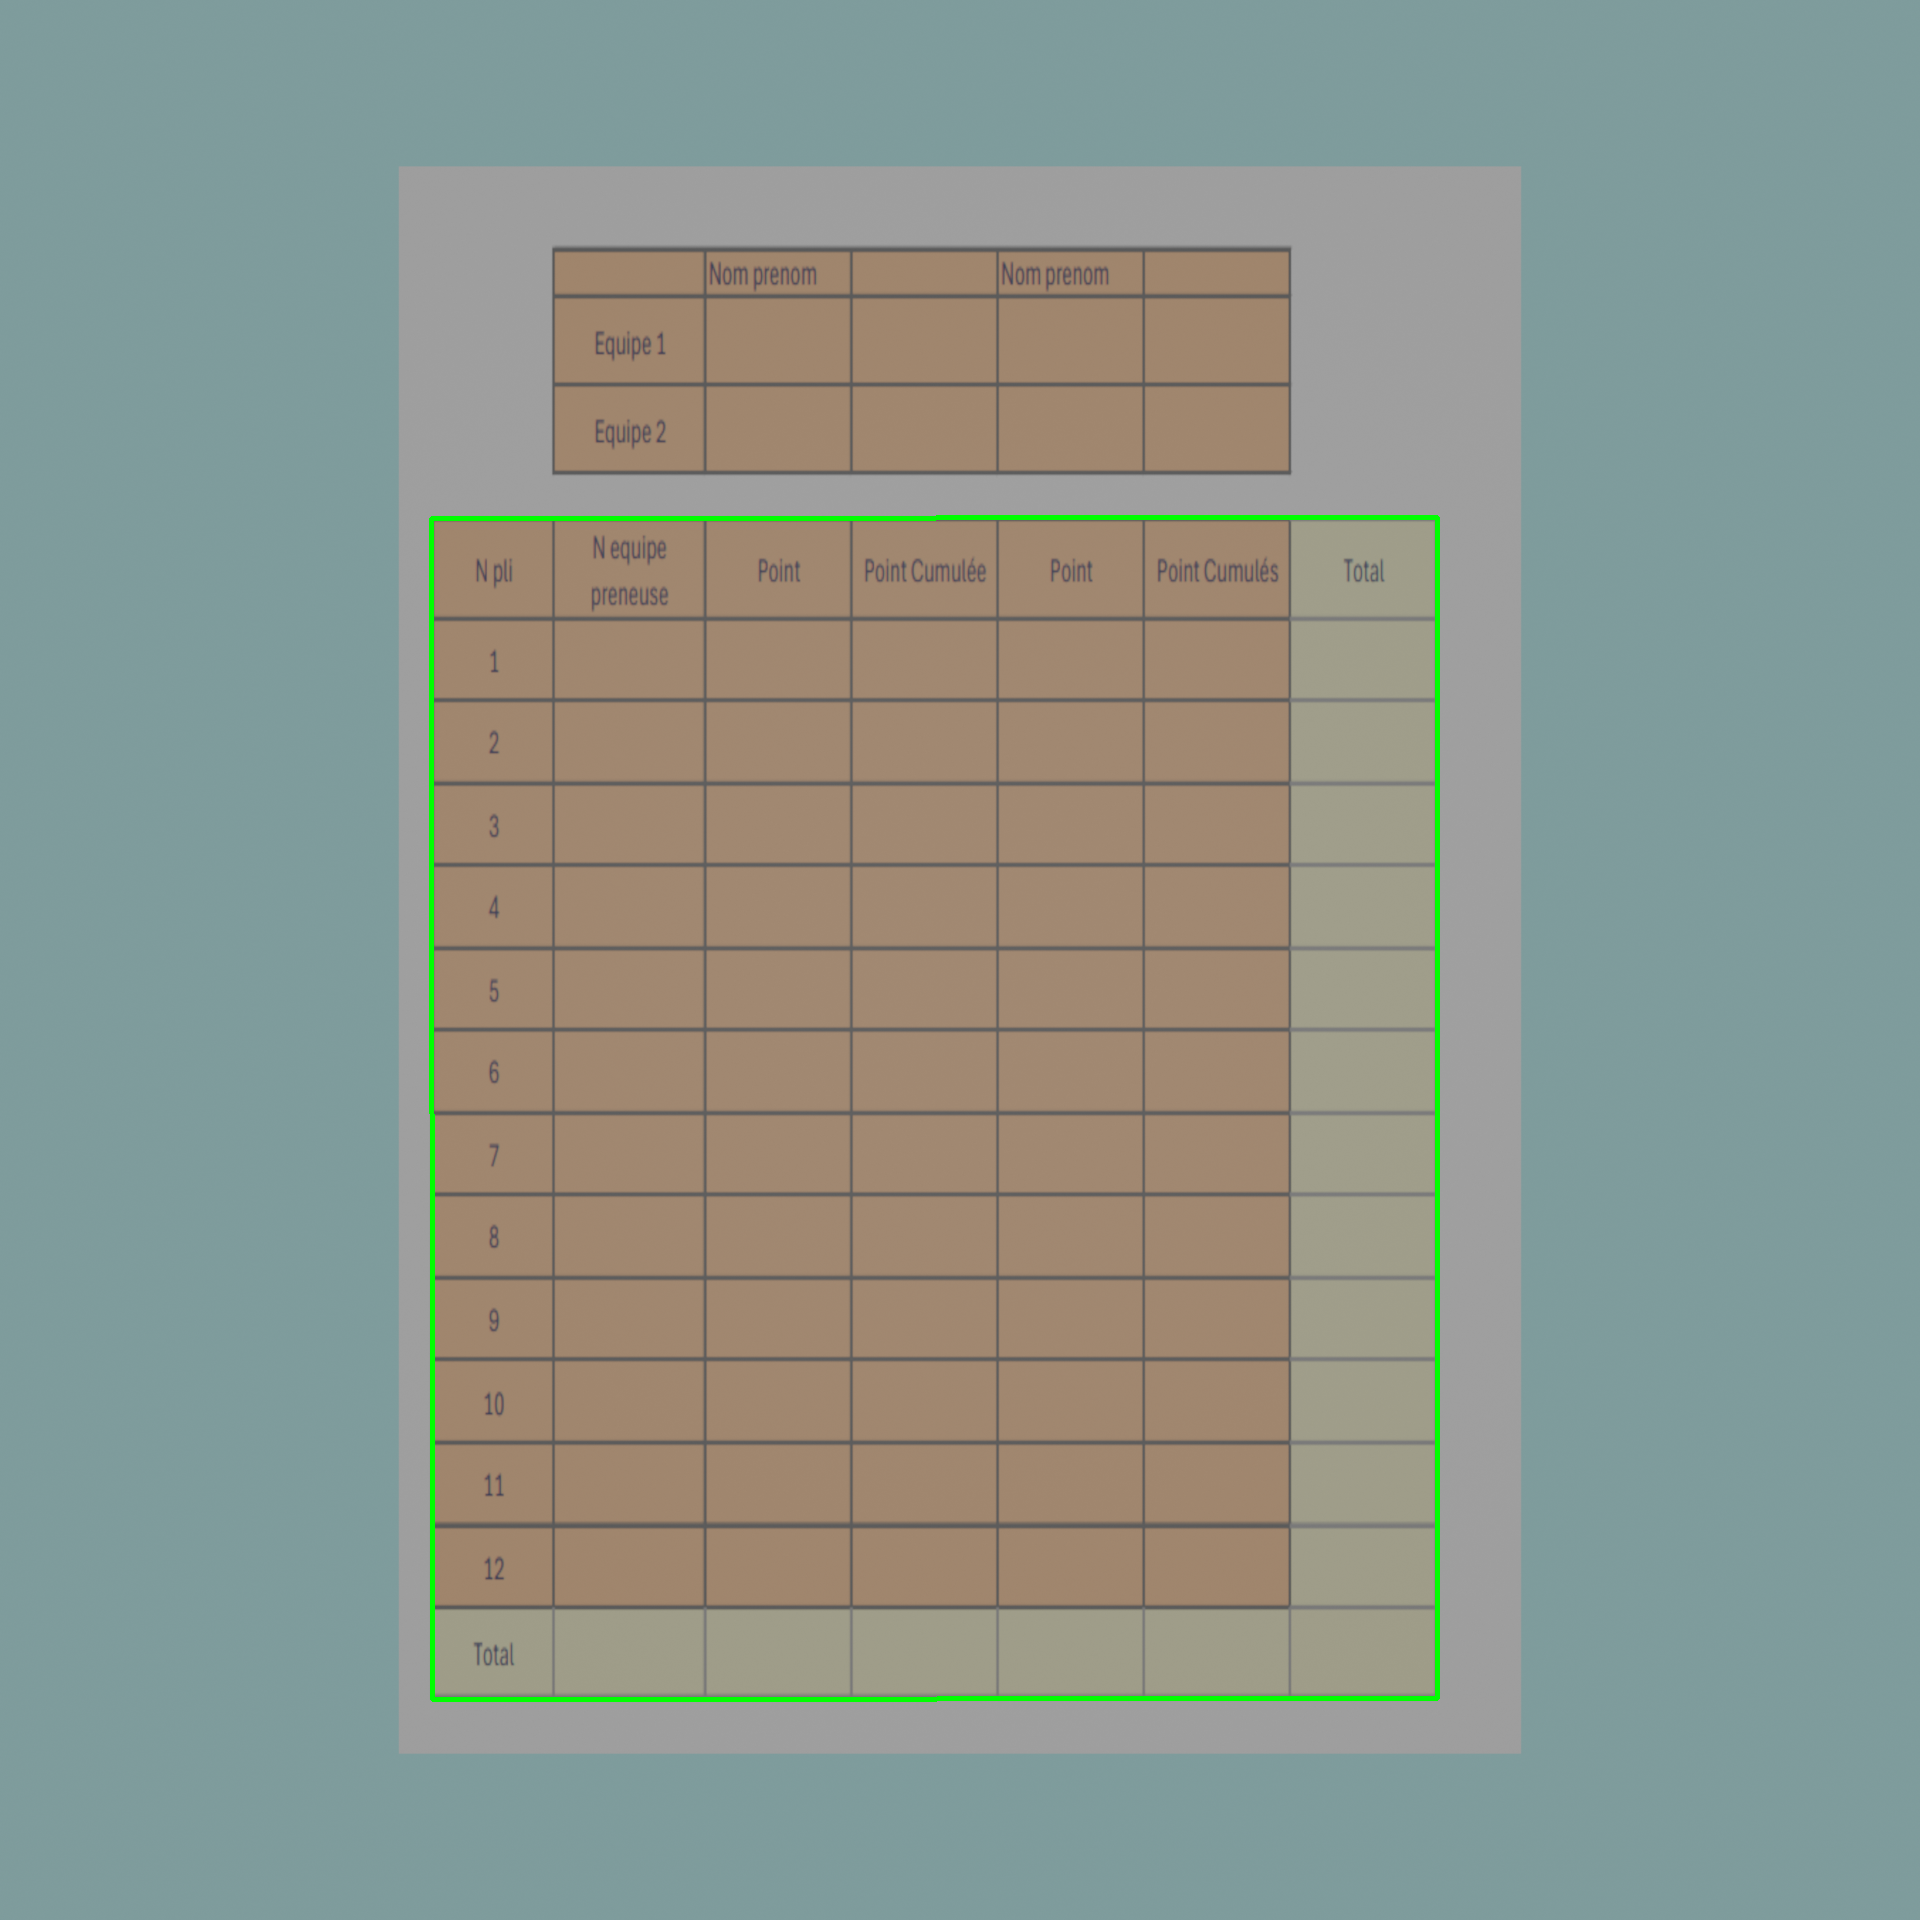 Nom prenom Nom prenom
Equipe 1
Equipe 2
N pli N equipe preneuse Point Point Cumulée Point Point Cumulés Total
1
2
3
4
5
6
7
8
9
10
11
12
Total